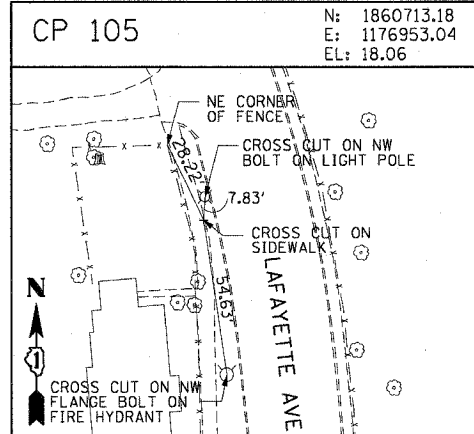 CP 105
N: 1860713.18
E: 1176953.04
EL: 18.06
NE CORNER
OF FENCE
28.22'
CROSS CUT ON NW
BOLT ON LIGHT POLE
7.83'
CROSS CUT ON
SIDEWALK
54.63'
LAFAYETTE AVE
N
1
CROSS CUT ON NW
FLANGE BOLT ON
FIRE HYDRANT